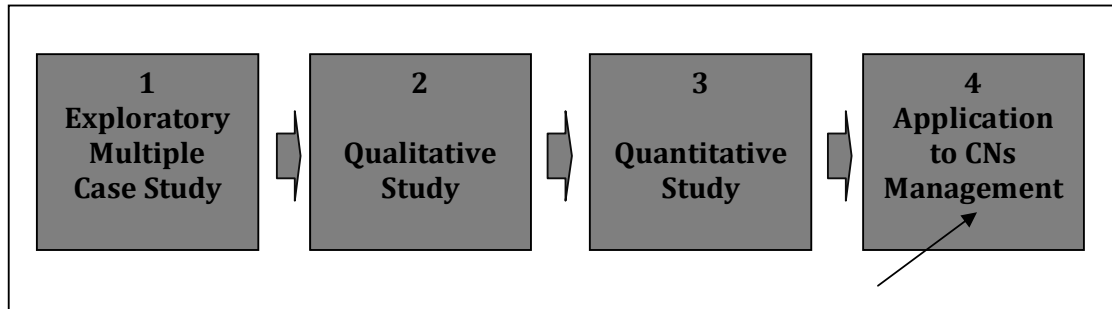 1
Exploratory
Multiple
Case Study
2
Qualitative
Study
3
Quantitative
Study
4
Application
to CNs
Management